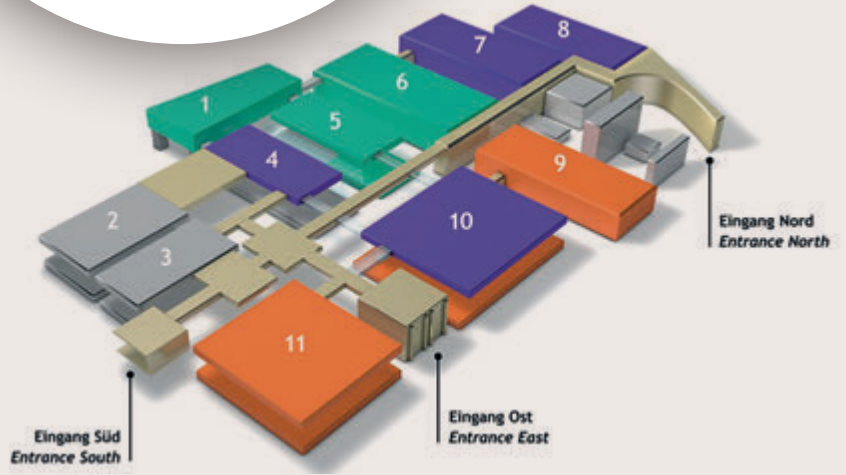 8
7
6
1
5
4
9
2
10
3
Eingang Nord
Entrance North
11
Eingang Ost
Entrance East
Eingang Süd
Entrance South